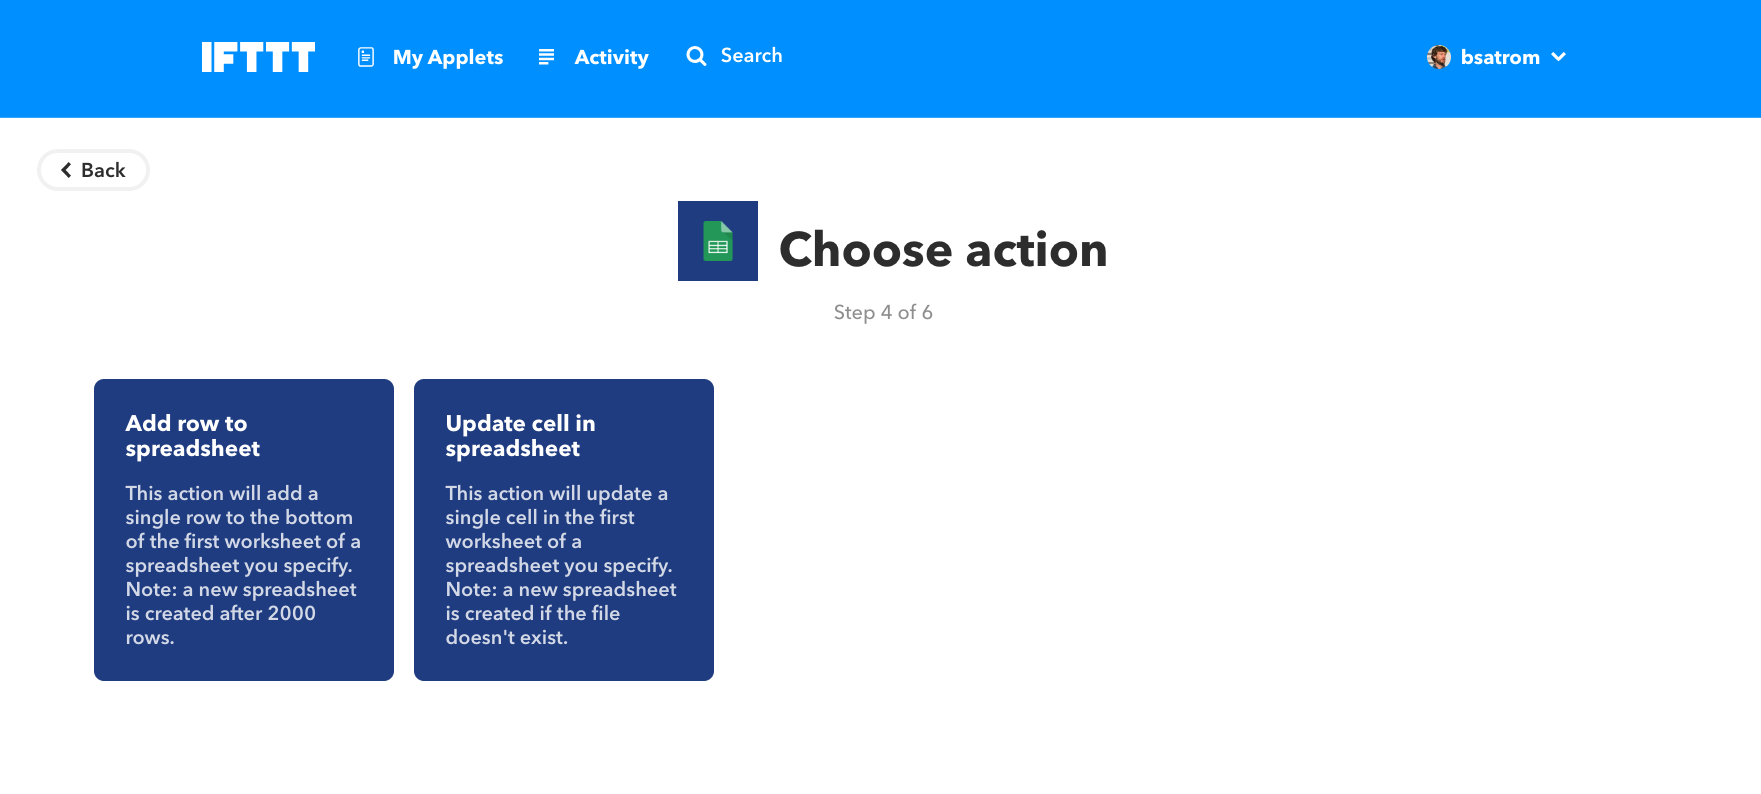 IFTTT My Applets Activity Search bsatrom
Back
Choose action
Step 4 of 6
Add row to
spreadsheet
This action will add a
single row to the bottom
of the first worksheet of a
spreadsheet you specify.
Note: a new spreadsheet
is created after 2000
rows.
Update cell in
spreadsheet
This action will update a
single cell in the first
worksheet of a
spreadsheet you specify.
Note: a new spreadsheet
is created if the file
doesn't exist.